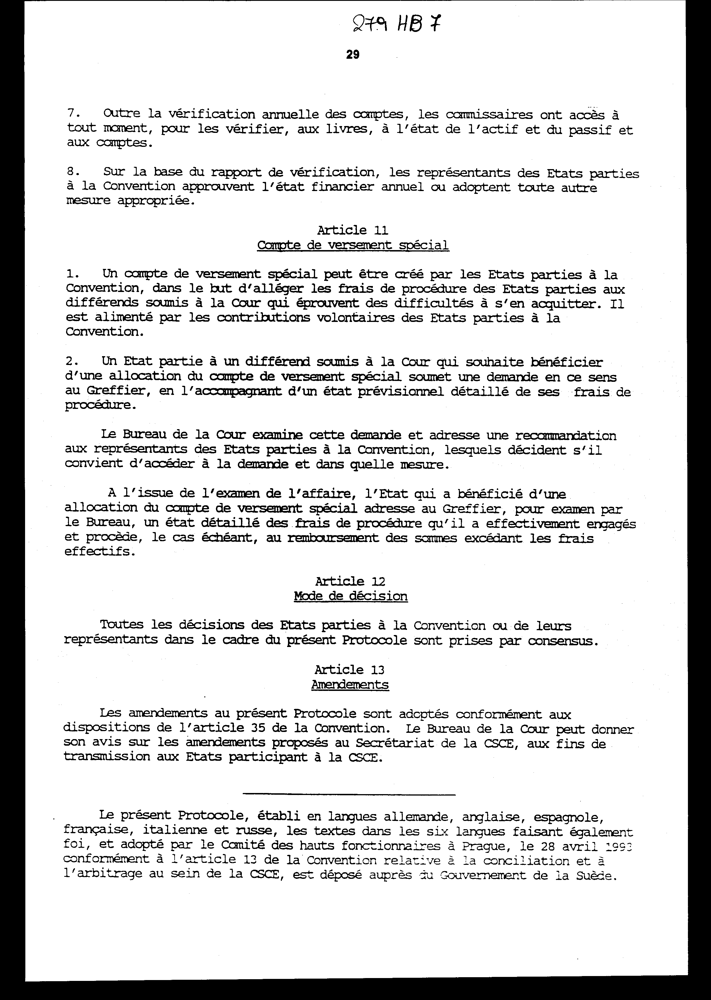 279 HB 7
29
7. Outre la vérification annuelle des comptes, les commissaires ont accès à
tout moment, pour les vérifier, aux livres, à l'état de l'actif et du passif et
aux comptes.
8. Sur la base du rapport de vérification, les représentants des Etats parties
à la Convention approuvent l'état financier annuel ou adoptent toute autre
mesure appropriée.
Article 11
Compte de versement spécial
1. Un compte de versement spécial peut être créé par les Etats parties à la
Convention, dans le but d'alléger les frais de procédure des Etats parties aux
différends soumis à la Cour qui éprouvent des difficultés à s'en acquitter. Il
est alimenté par les contributions volontaires des Etats parties à la
Convention.
2. Un Etat partie à un différend soumis à la Cour qui souhaite bénéficier
d'une allocation du compte de versement spécial soumet une demande en ce sens
au Greffier, en l'accompagnant d'un état prévisionnel détaillé de ses frais de
procédure.
Le Bureau de la Cour examine cette demande et adresse une recommandation
aux représentants des Etats parties à la Convention, lesquels décident s'il
convient d'accéder à la demande et dans quelle mesure.
A l'issue de l'examen de l'affaire, l'Etat qui a bénéficié d'une
allocation du compte de versement spécial adresse au Greffier, pour examen par
le Bureau, un état détaillé des frais de procédure qu'il a effectivement engagés
et procède, le cas échéant, au remboursement des sommes excédant les frais
effectifs.
Article 12
Mode de décision
Toutes les décisions des Etats parties à la Convention ou de leurs
représentants dans le cadre du présent Protocole sont prises par consensus.
Article 13
Amendements
Les amendements au présent Protocole sont adoptés conformément aux
dispositions de l'article 35 de la Convention. Le Bureau de la Cour peut donner
son avis sur les amendements proposés au Secrétariat de la CSCE, aux fins de
transmission aux Etats participant à la CSCE.
Le présent Protocole, établi en langues allemande, anglaise, espagnole,
française, italienne et russe, les textes dans les six langues faisant également
foi, et adopté par le Comité des hauts fonctionnaires à Prague, le 28 avril 1993
conformément à l'article 13 de la Convention relative à la conciliation et à
l'arbitrage au sein de la CSCE, est déposé auprès du Gouvernement de la Suède.